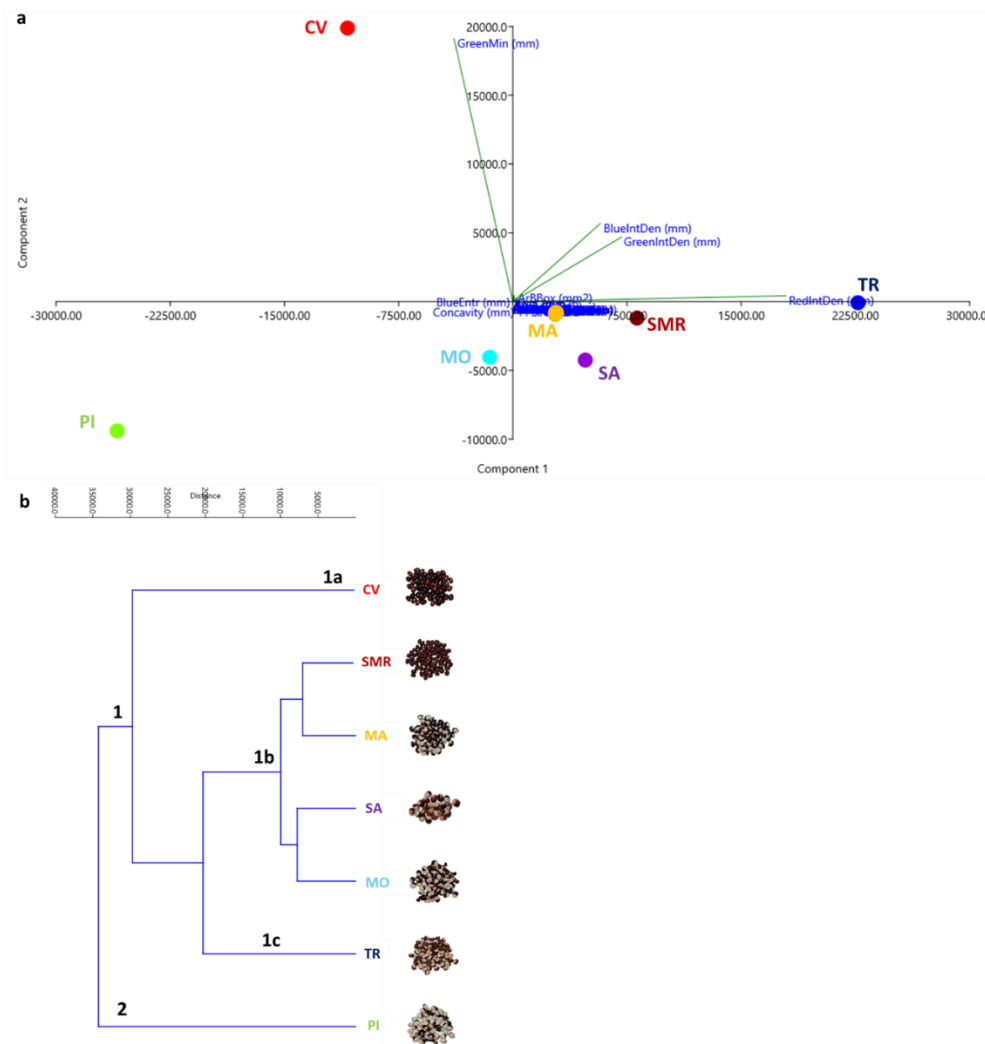 a
CV
20000.0
GreenMin (mm)
15000.0
10000.0
Component 2
5000.0
BlueIntDen (mm)
GreenIntDen (mm)
TR
BlueEntr (mm)
ArBBox (mm2)
RedIntDen
-30000.00 -22500.00 -15000.00 -7500.00 7500.00 15000.00 22500.00 30000.00
Concavity (mm)
MA
SMR
MO
-5000.0
SA
PI
-10000.0
Component 1
b
Distance
40000.0 35000.0 30000.0 25000.0 20000.0 15000.0 10000.0 5000.0
1a
CV
SMR
1
MA
1b
SA
MO
1c
TR
2
PI